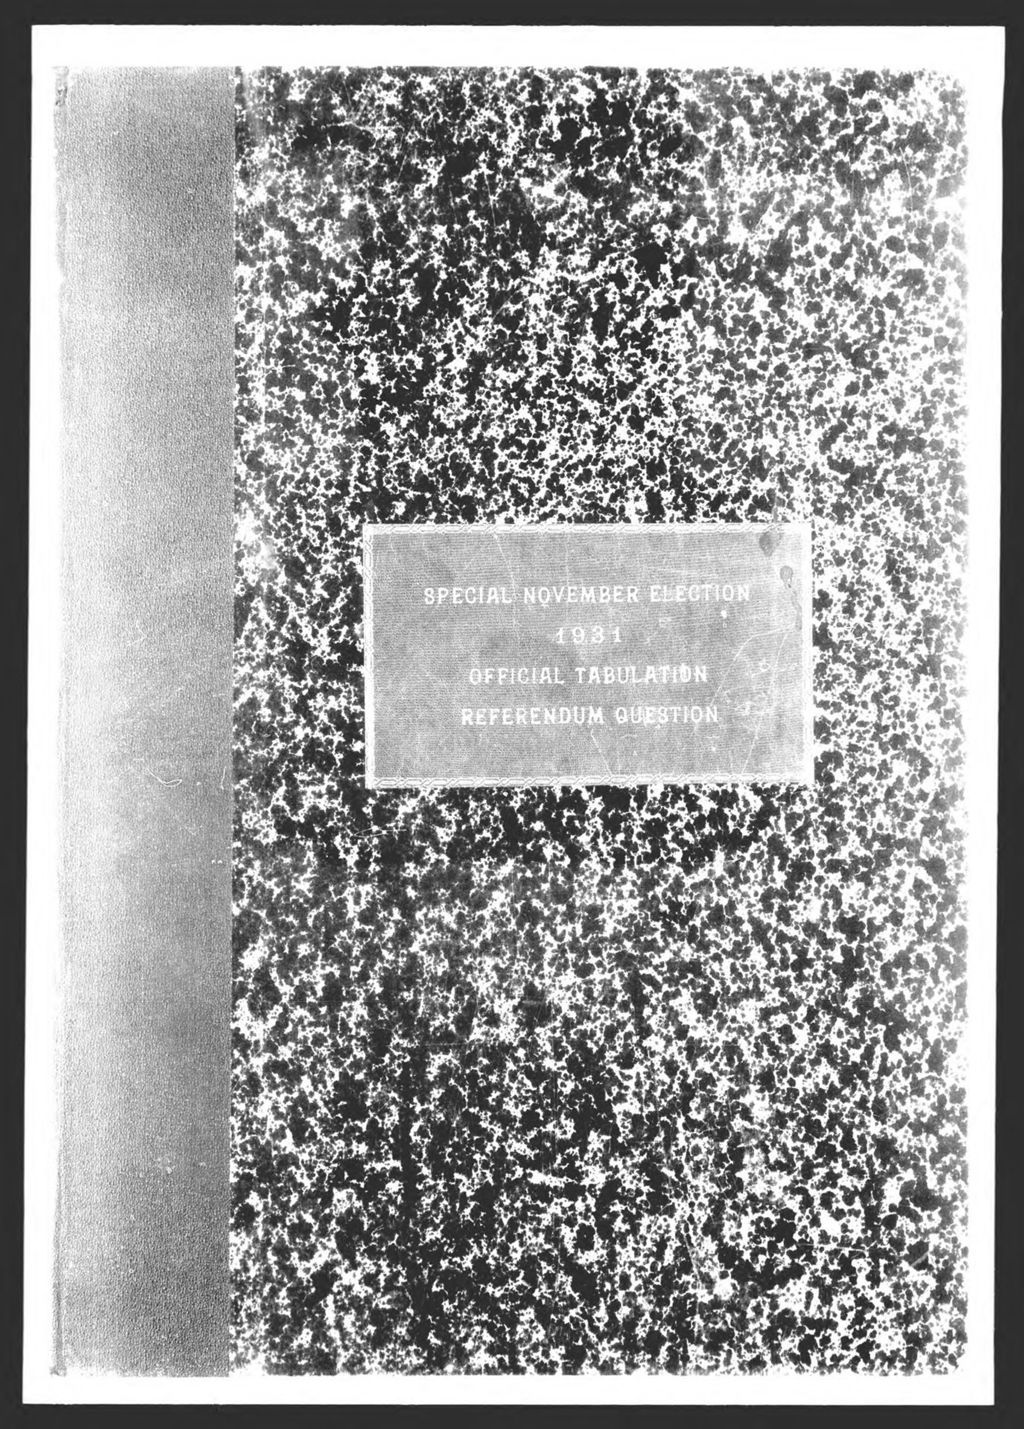 SPECIAL NOVEMBER ELECTION
1931
OFFICIAL TABULATION
REFERENDUM QUESTION